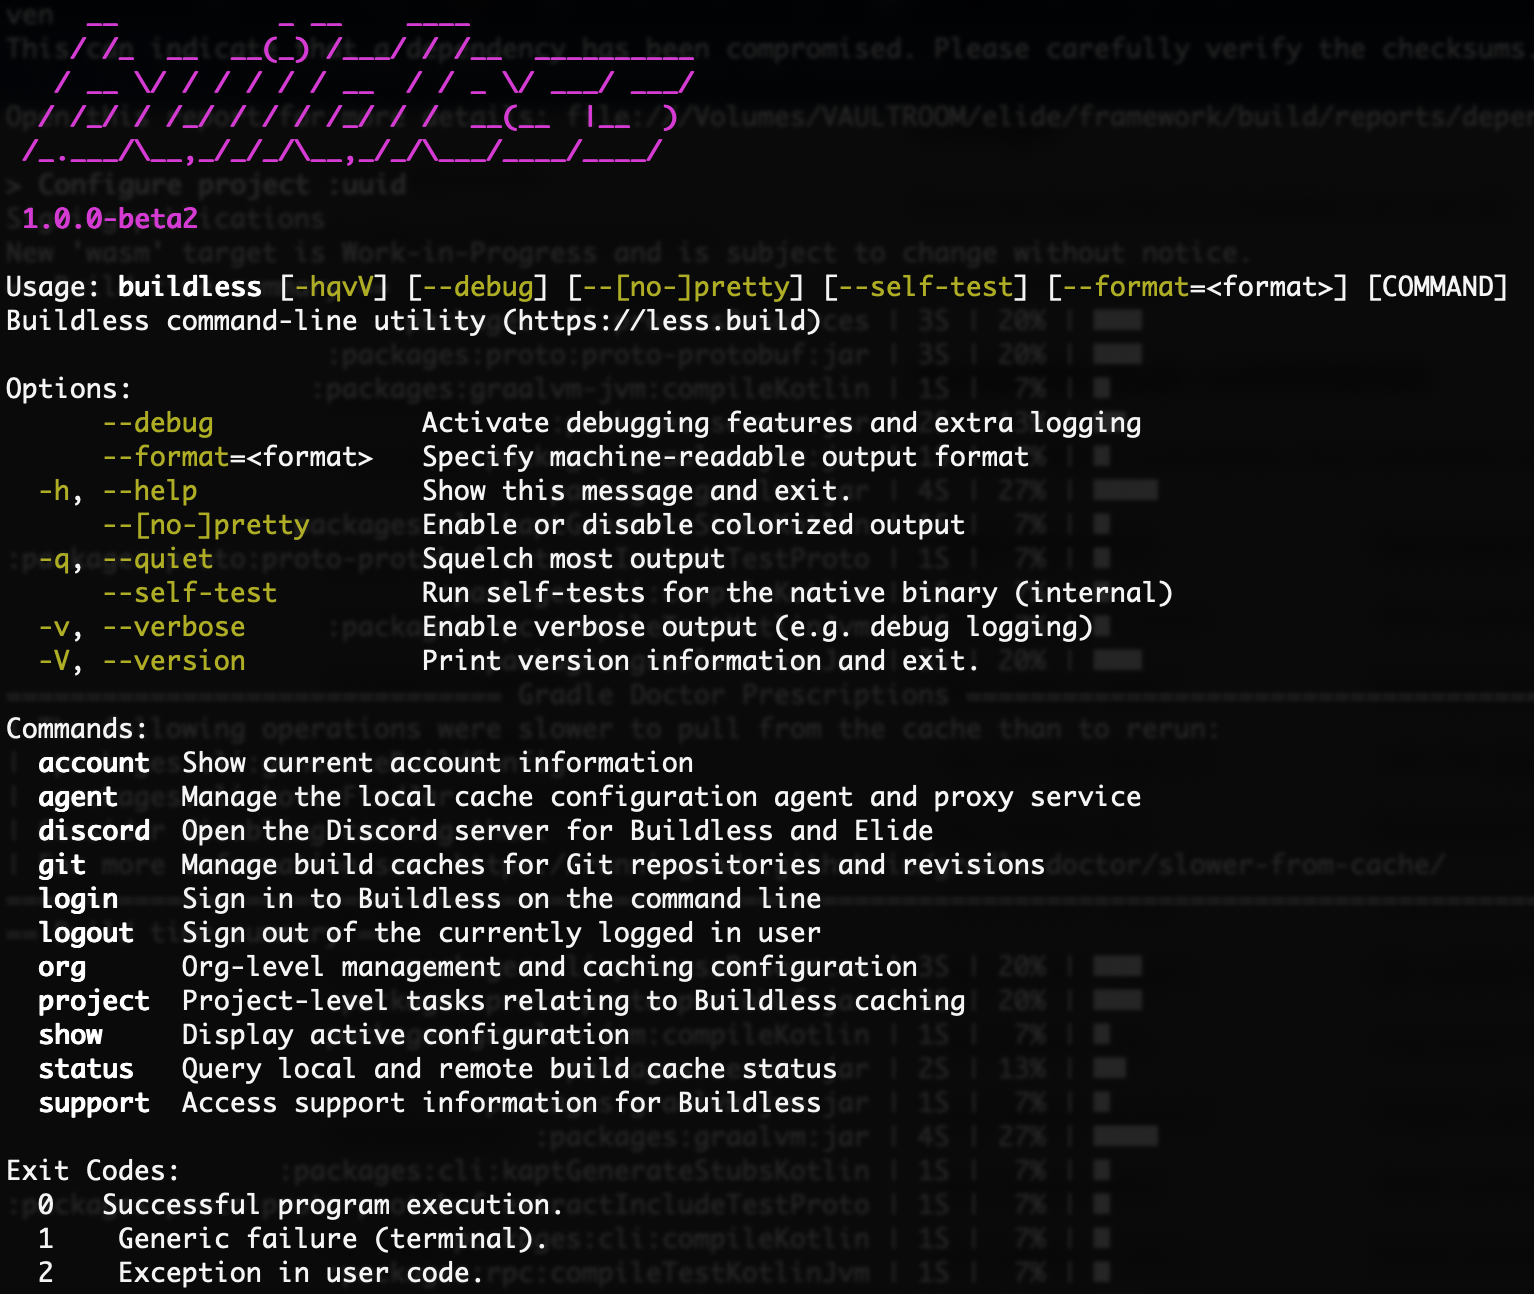 1.0.0-beta2
Usage: buildless [-hqvV] [--debug] [--[no-]pretty] [--self-test] [--format=<format>] [COMMAND]
Buildless command-line utility (https://less.build)
Options:
--debug Activate debugging features and extra logging
--format=<format> Specify machine-readable output format
-h, --help Show this message and exit.
--[no-]pretty Enable or disable colorized output
-q, --quiet Squelch most output
--self-test Run self-tests for the native binary (internal)
-v, --verbose Enable verbose output (e.g. debug logging)
-V, --version Print version information and exit.
Commands:
account Show current account information
agent Manage the local cache configuration agent and proxy service
discord Open the Discord server for Buildless and Elide
git Manage build caches for Git repositories and revisions
login Sign in to Buildless on the command line
logout Sign out of the currently logged in user
org Org-level management and caching configuration
project Project-level tasks relating to Buildless caching
show Display active configuration
status Query local and remote build cache status
support Access support information for Buildless
Exit Codes:
0 Successful program execution.
1 Generic failure (terminal).
2 Exception in user code.